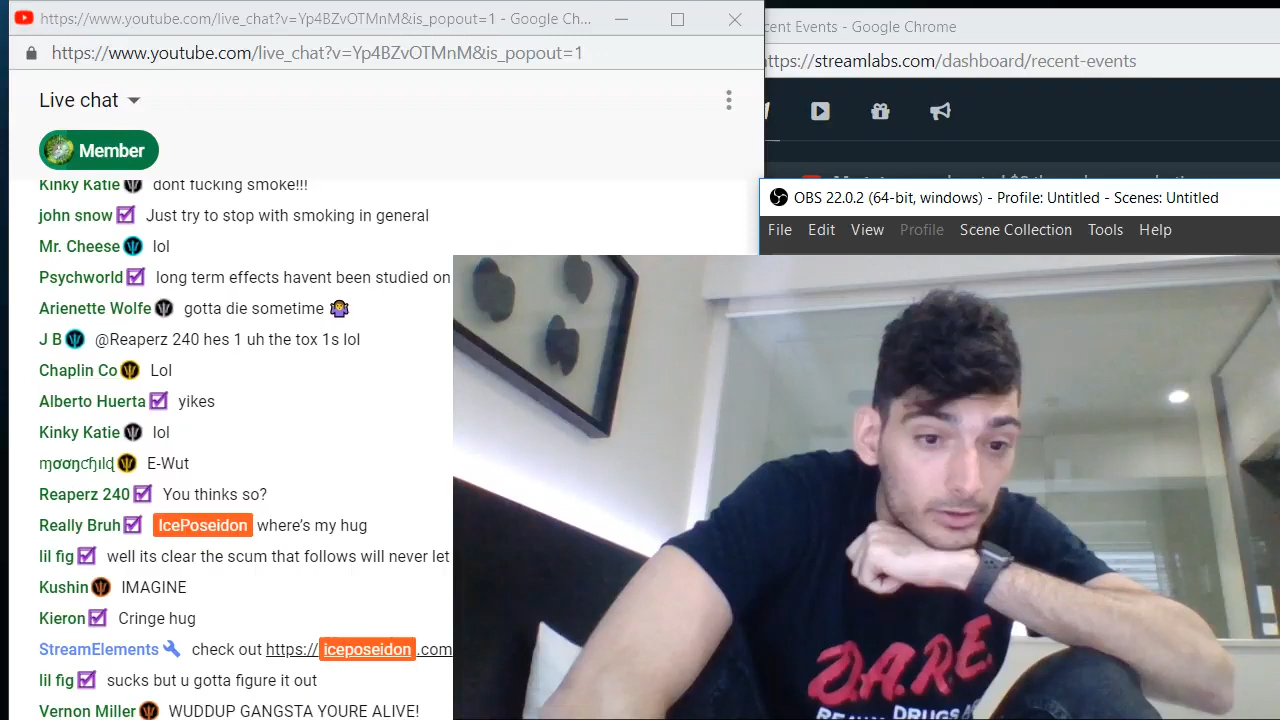 https://www.youtube.com/live_chat?v=Yp4BZvOTMnM&is_popout=1 - Google Ch...
https://www.youtube.com/live_chat?v=Yp4BZvOTMnM&is_popout=1
cent Events - Google Chrome
ttps://streamlabs.com/dashboard/recent-events
Live chat
Member
Kinky Katie dont fucking smoke!!!
john snow Just try to stop with smoking in general
Mr. Cheese lol
Psychworld long term effects havent been studied on
Arienette Wolfe gotta die sometime
J B @Reaperz 240 hes 1 uh the tox 1s lol
Chaplin Co Lol
Alberto Huerta yikes
Kinky Katie lol
E-Wut
Reaperz 240 You thinks so?
Really Bruh IcePoseidon where's my hug
lil fig well its clear the scum that follows will never let
Kushin IMAGINE
Kieron Cringe hug
StreamElements check out https://iceposeidon.com
lil fig sucks but u gotta figure it out
Vernon Miller WUDDUP GANGSTA YOURE ALIVE!
OBS 22.0.2 (64-bit, windows) - Profile: Untitled - Scenes: Untitled
File Edit View Profile Scene Collection Tools Help
D.A.R.E.
DRUGS